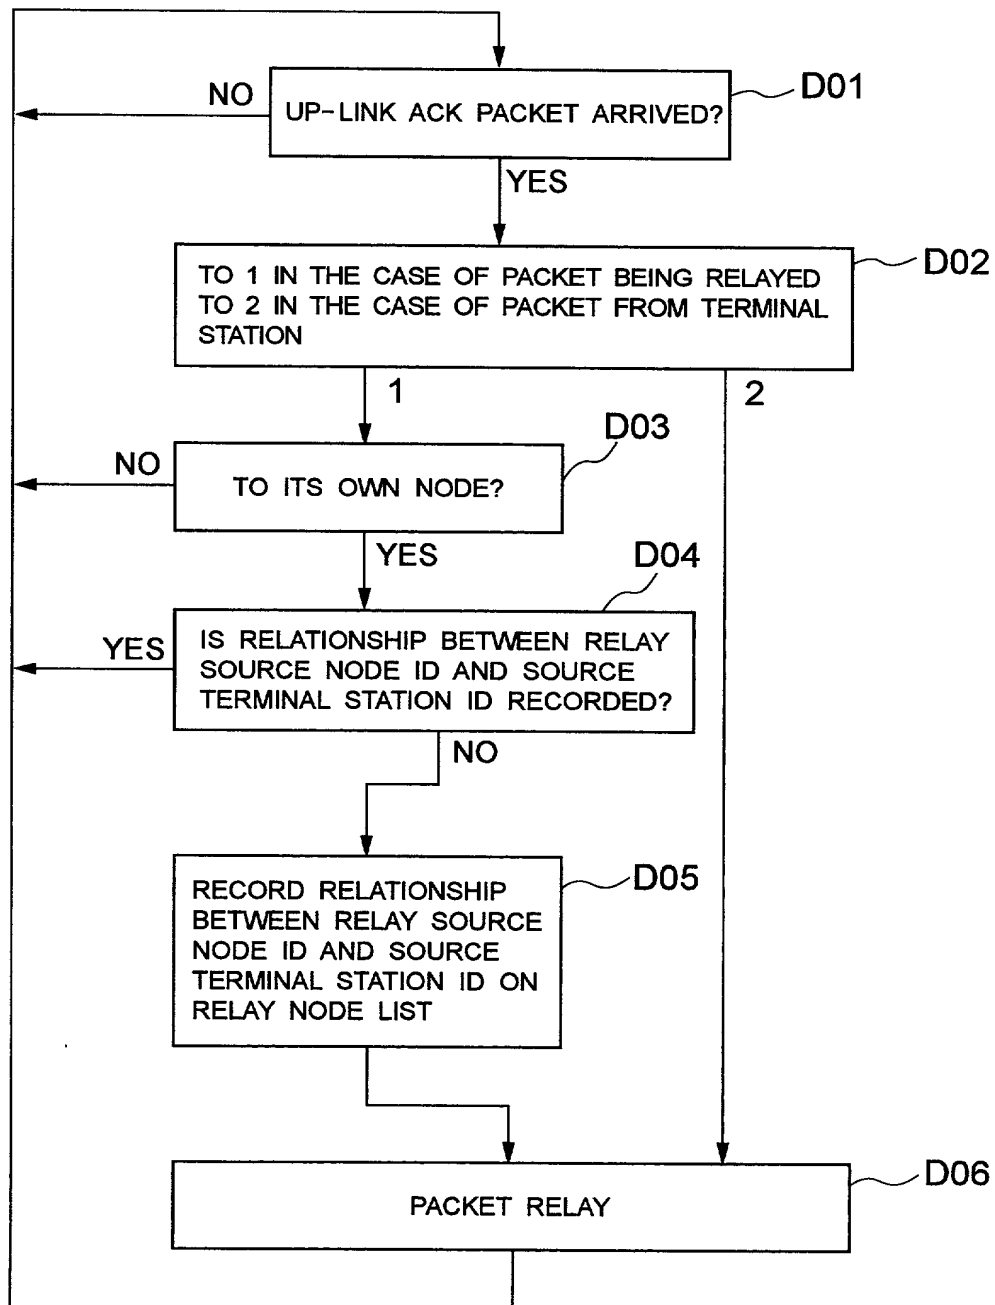 NO
UP-LINK ACK PACKET ARRIVED?
D01
YES
TO 1 IN THE CASE OF PACKET BEING RELAYED
TO 2 IN THE CASE OF PACKET FROM TERMINAL
STATION
D02
1
2
D03
NO
TO ITS OWN NODE?
YES
D04
YES
IS RELATIONSHIP BETWEEN RELAY
SOURCE NODE ID AND SOURCE
TERMINAL STATION ID RECORDED?
NO
D05
RECORD RELATIONSHIP
BETWEEN RELAY SOURCE
NODE ID AND SOURCE
TERMINAL STATION ID ON
RELAY NODE LIST
D06
PACKET RELAY